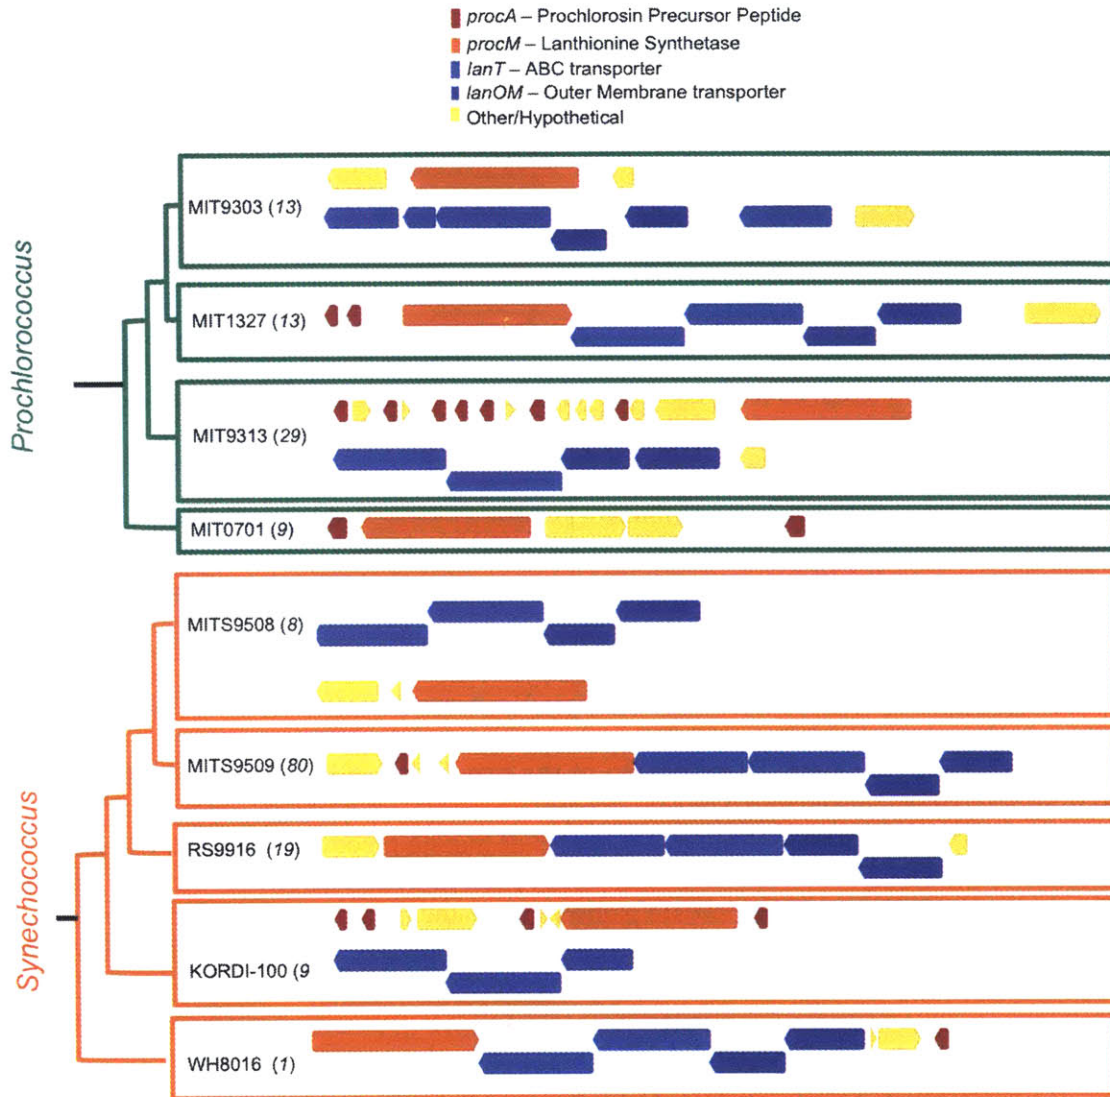 procA – Prochlorosin Precursor Peptide
procM – Lanthionine Synthetase
lanT – ABC transporter
lanOM – Outer Membrane transporter
Other/Hypothetical
Prochlorococcus
MIT9303 (13)
MIT1327 (13)
MIT9313 (29)
MIT0701 (9)
Synechococcus
MITS9508 (8)
MITS9509 (80)
RS9916 (19)
KORDI-100 (9
WH8016 (1)